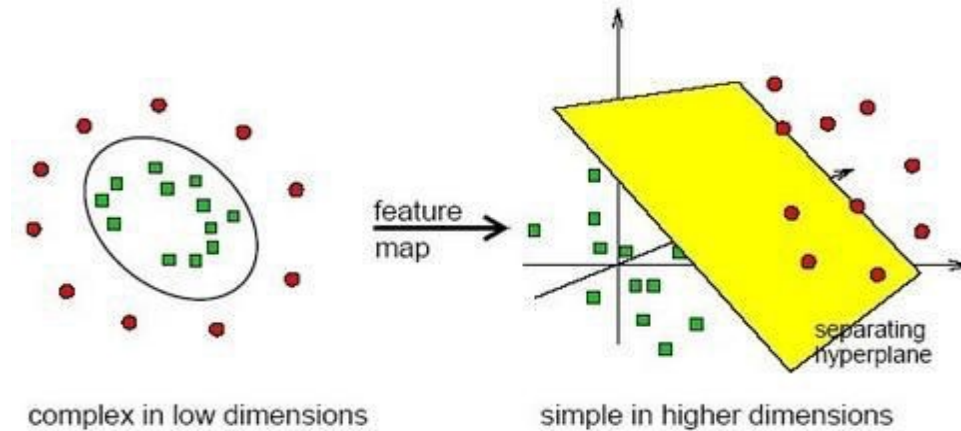 feature
map
separating
hyperplane
complex in low dimensions
simple in higher dimensions